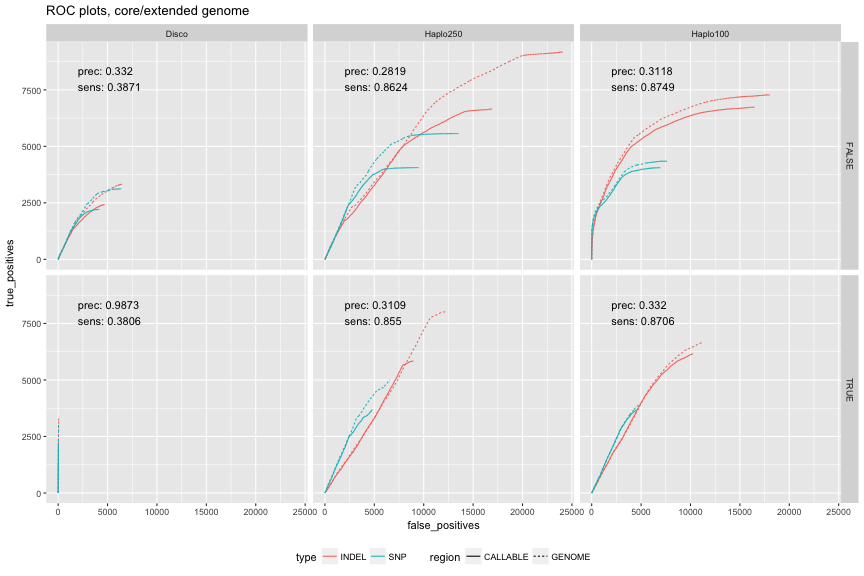 ROC plots, core/extended genome
Disco
Haplo250
Haplo100
prec: 0.332
sens: 0.3871
prec: 0.2819
sens: 0.8624
prec: 0.3118
sens: 0.8749
7500
5000
2500
0
FALSE
prec: 0.9873
sens: 0.3806
prec: 0.3109
sens: 0.855
prec: 0.332
sens: 0.8706
7500
5000
2500
0
TRUE
true_positives
0 5000 10000 15000 20000 25000
0 5000 10000 15000 20000 25000
0 5000 10000 15000 20000 25000
false_positives
type INDEL SNP region CALLABLE GENOME